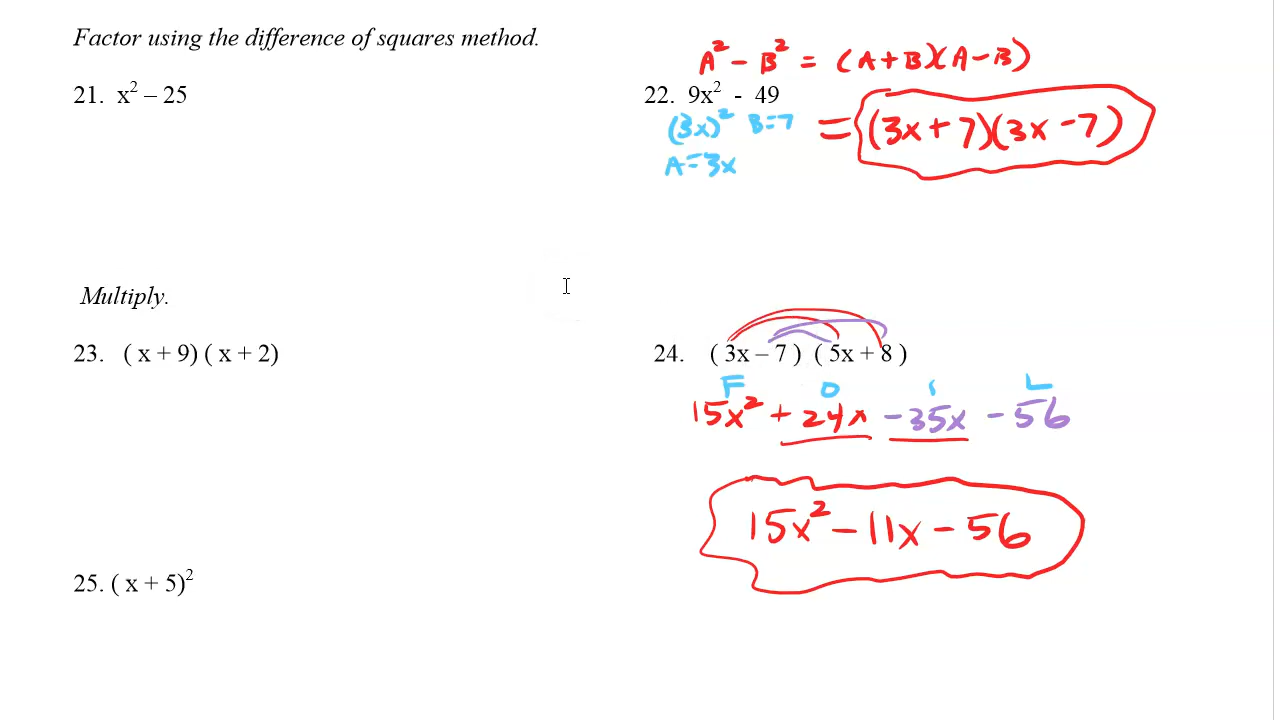 Factor using the difference of squares method.
A² – B² = (A + B)(A – B)
21. x² – 25
22. 9x² - 49
(3x)² B = 7
= (3x + 7)(3x – 7)
A = 3x
Multiply.
23. ( x + 9) ( x + 2)
24. ( 3x – 7 ) ( 5x + 8 )
F O I L
15x² + 24x – 35x – 56
15x² – 11x – 56
25. ( x + 5)²